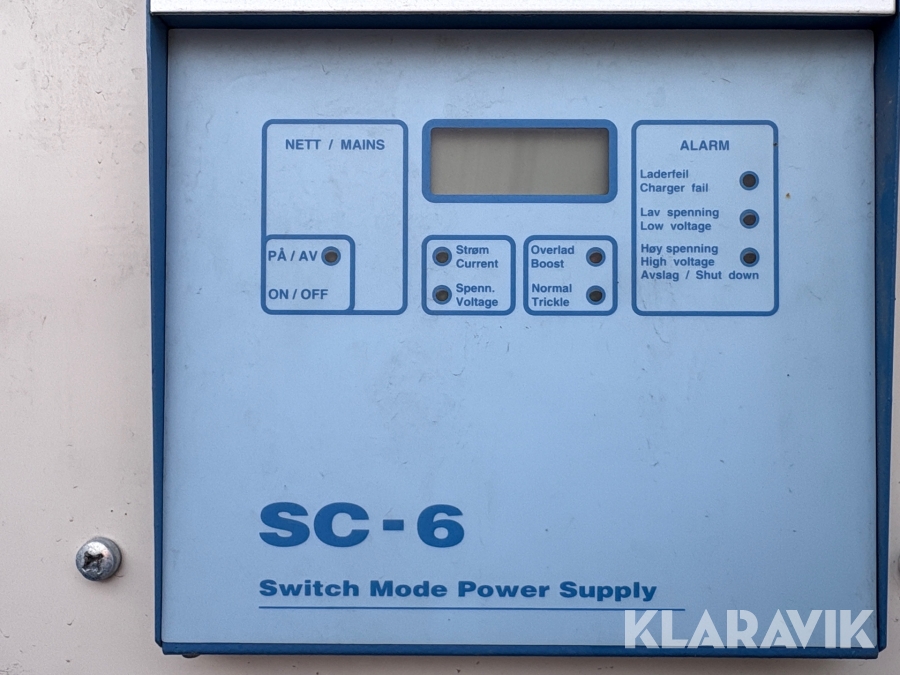 NETT / MAINS
PÅ / AV
ON / OFF
Strøm
Current
Spenn.
Voltage
Overlad
Boost
Normal
Trickle
ALARM
Laderfeil
Charger fail
Lav spenning
Low voltage
Høy spenning
High voltage
Avslag / Shut down
SC-6
Switch Mode Power Supply
KLARAVIK